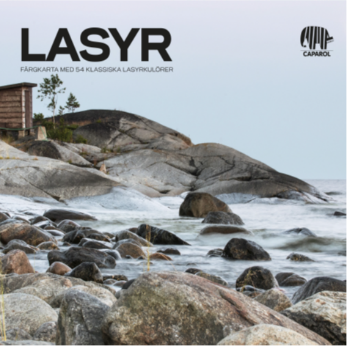 LASYR
FÄRGKARTA MED 54 KLASSISKA LASYRKULÖRER
CAPAROL